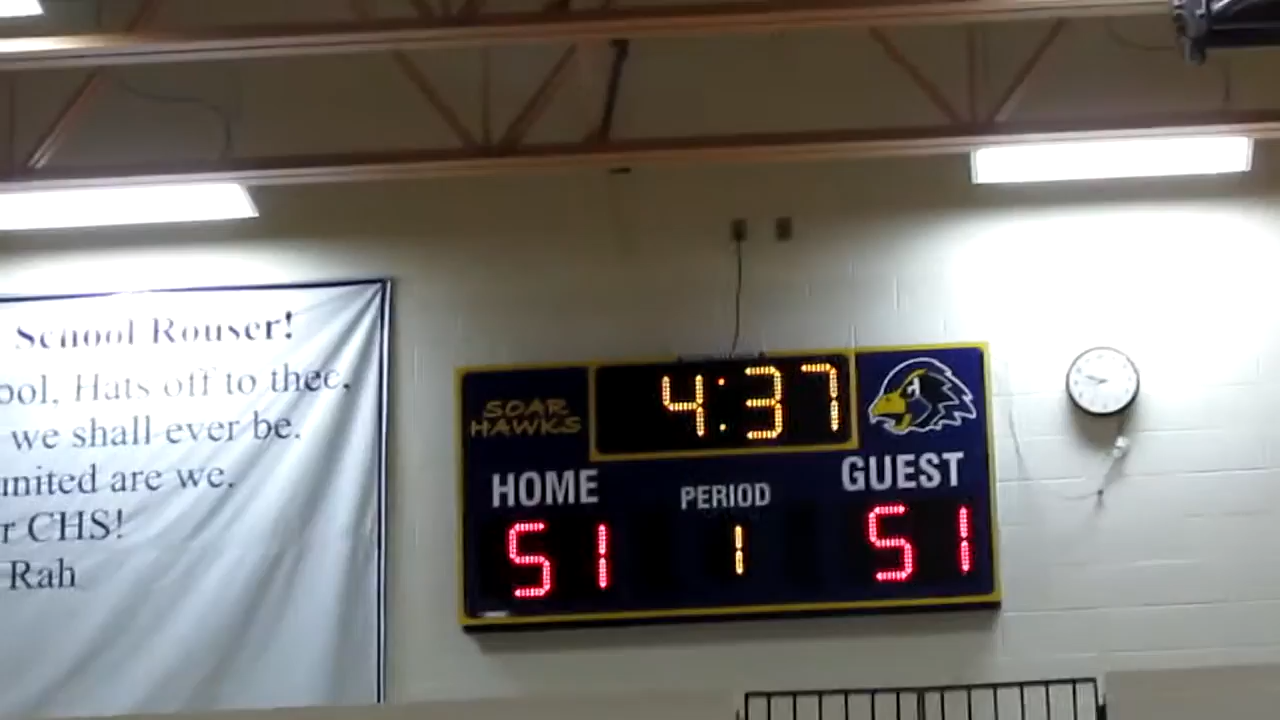 School Rouser!
ool, Hats off to thee,
we shall ever be.
united are we.
r CHS!
Rah
SOAR
HAWKS
4:37
HOME
PERIOD
GUEST
51
1
51